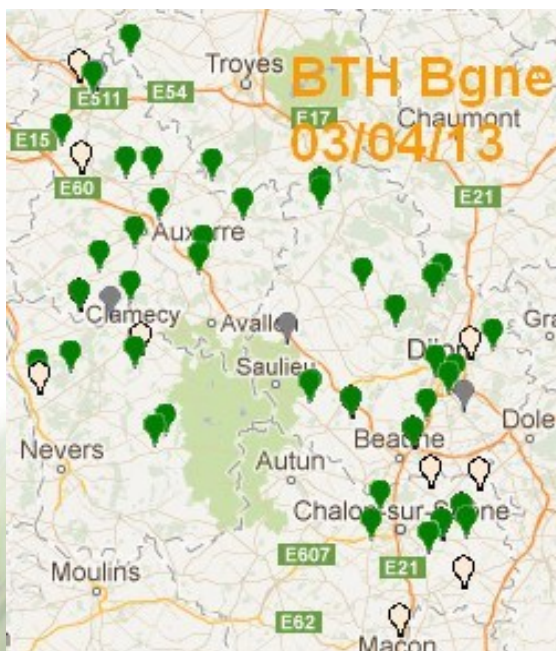 Troyes
BTH Bgne
E511
E54
E17
Chaumont
E15
03/04/13
E60
E21
Auxerre
Clamecy
Avallon
Gra
Dijon
Saulieu
Dole
Beaune
Nevers
Autun
Chalon-sur-Saône
E607
E21
Moulins
E62
Macon